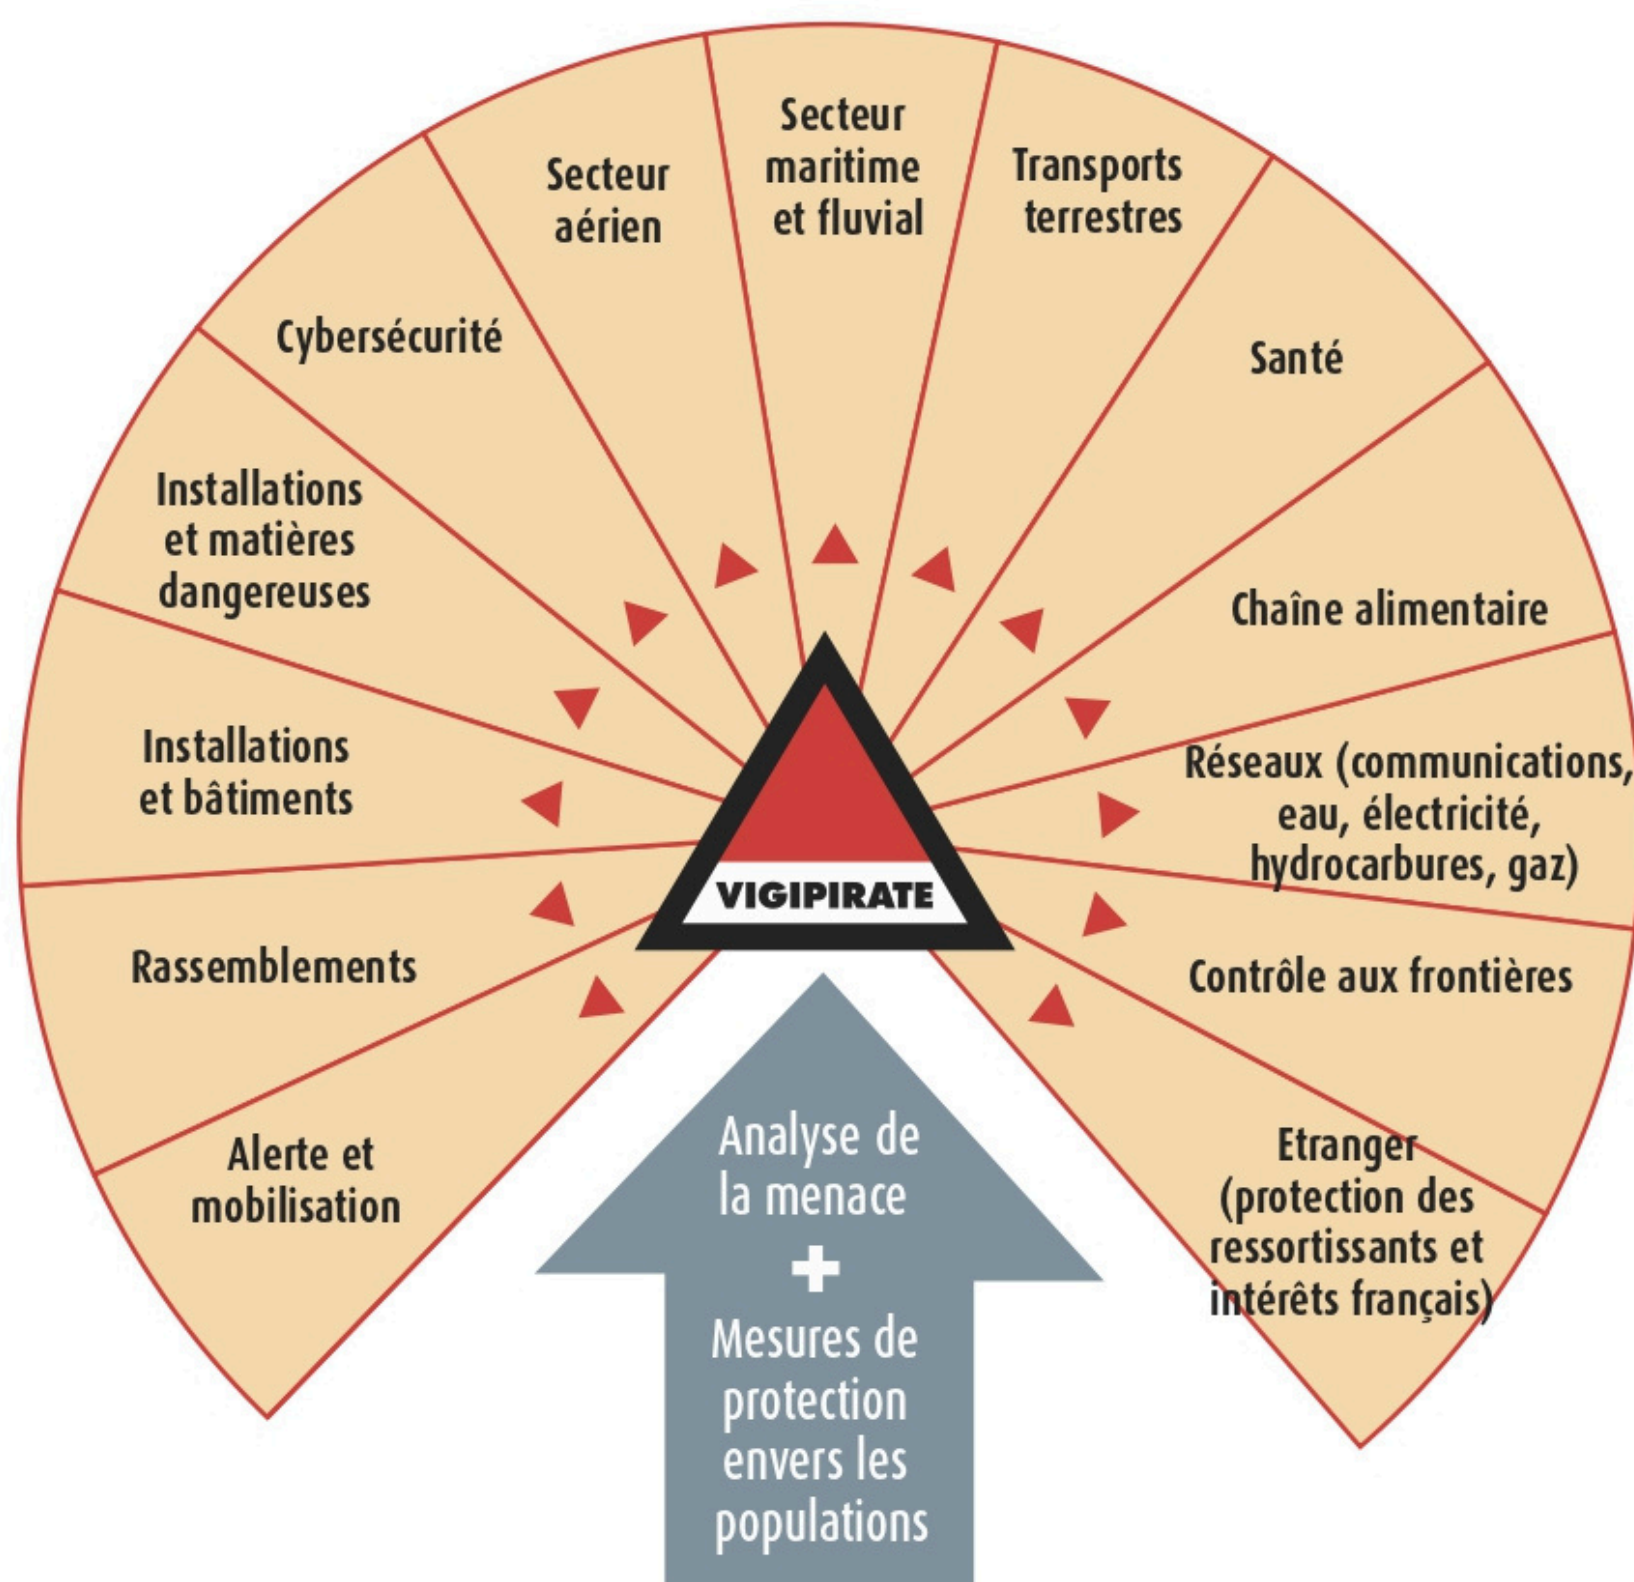 Alerte et
mobilisation
Rassemblements
Installations
et bâtiments
Installations
et matières
dangereuses
Cybersécurité
Secteur
aérien
Secteur
maritime
et fluvial
Transports
terrestres
Santé
Chaîne alimentaire
Réseaux (communications,
eau, électricité,
hydrocarbures, gaz)
Contrôle aux frontières
Etranger
(protection des
ressortissants et
intérêts français)
VIGIPIRATE
Analyse de
la menace
+
Mesures de
protection
envers les
populations